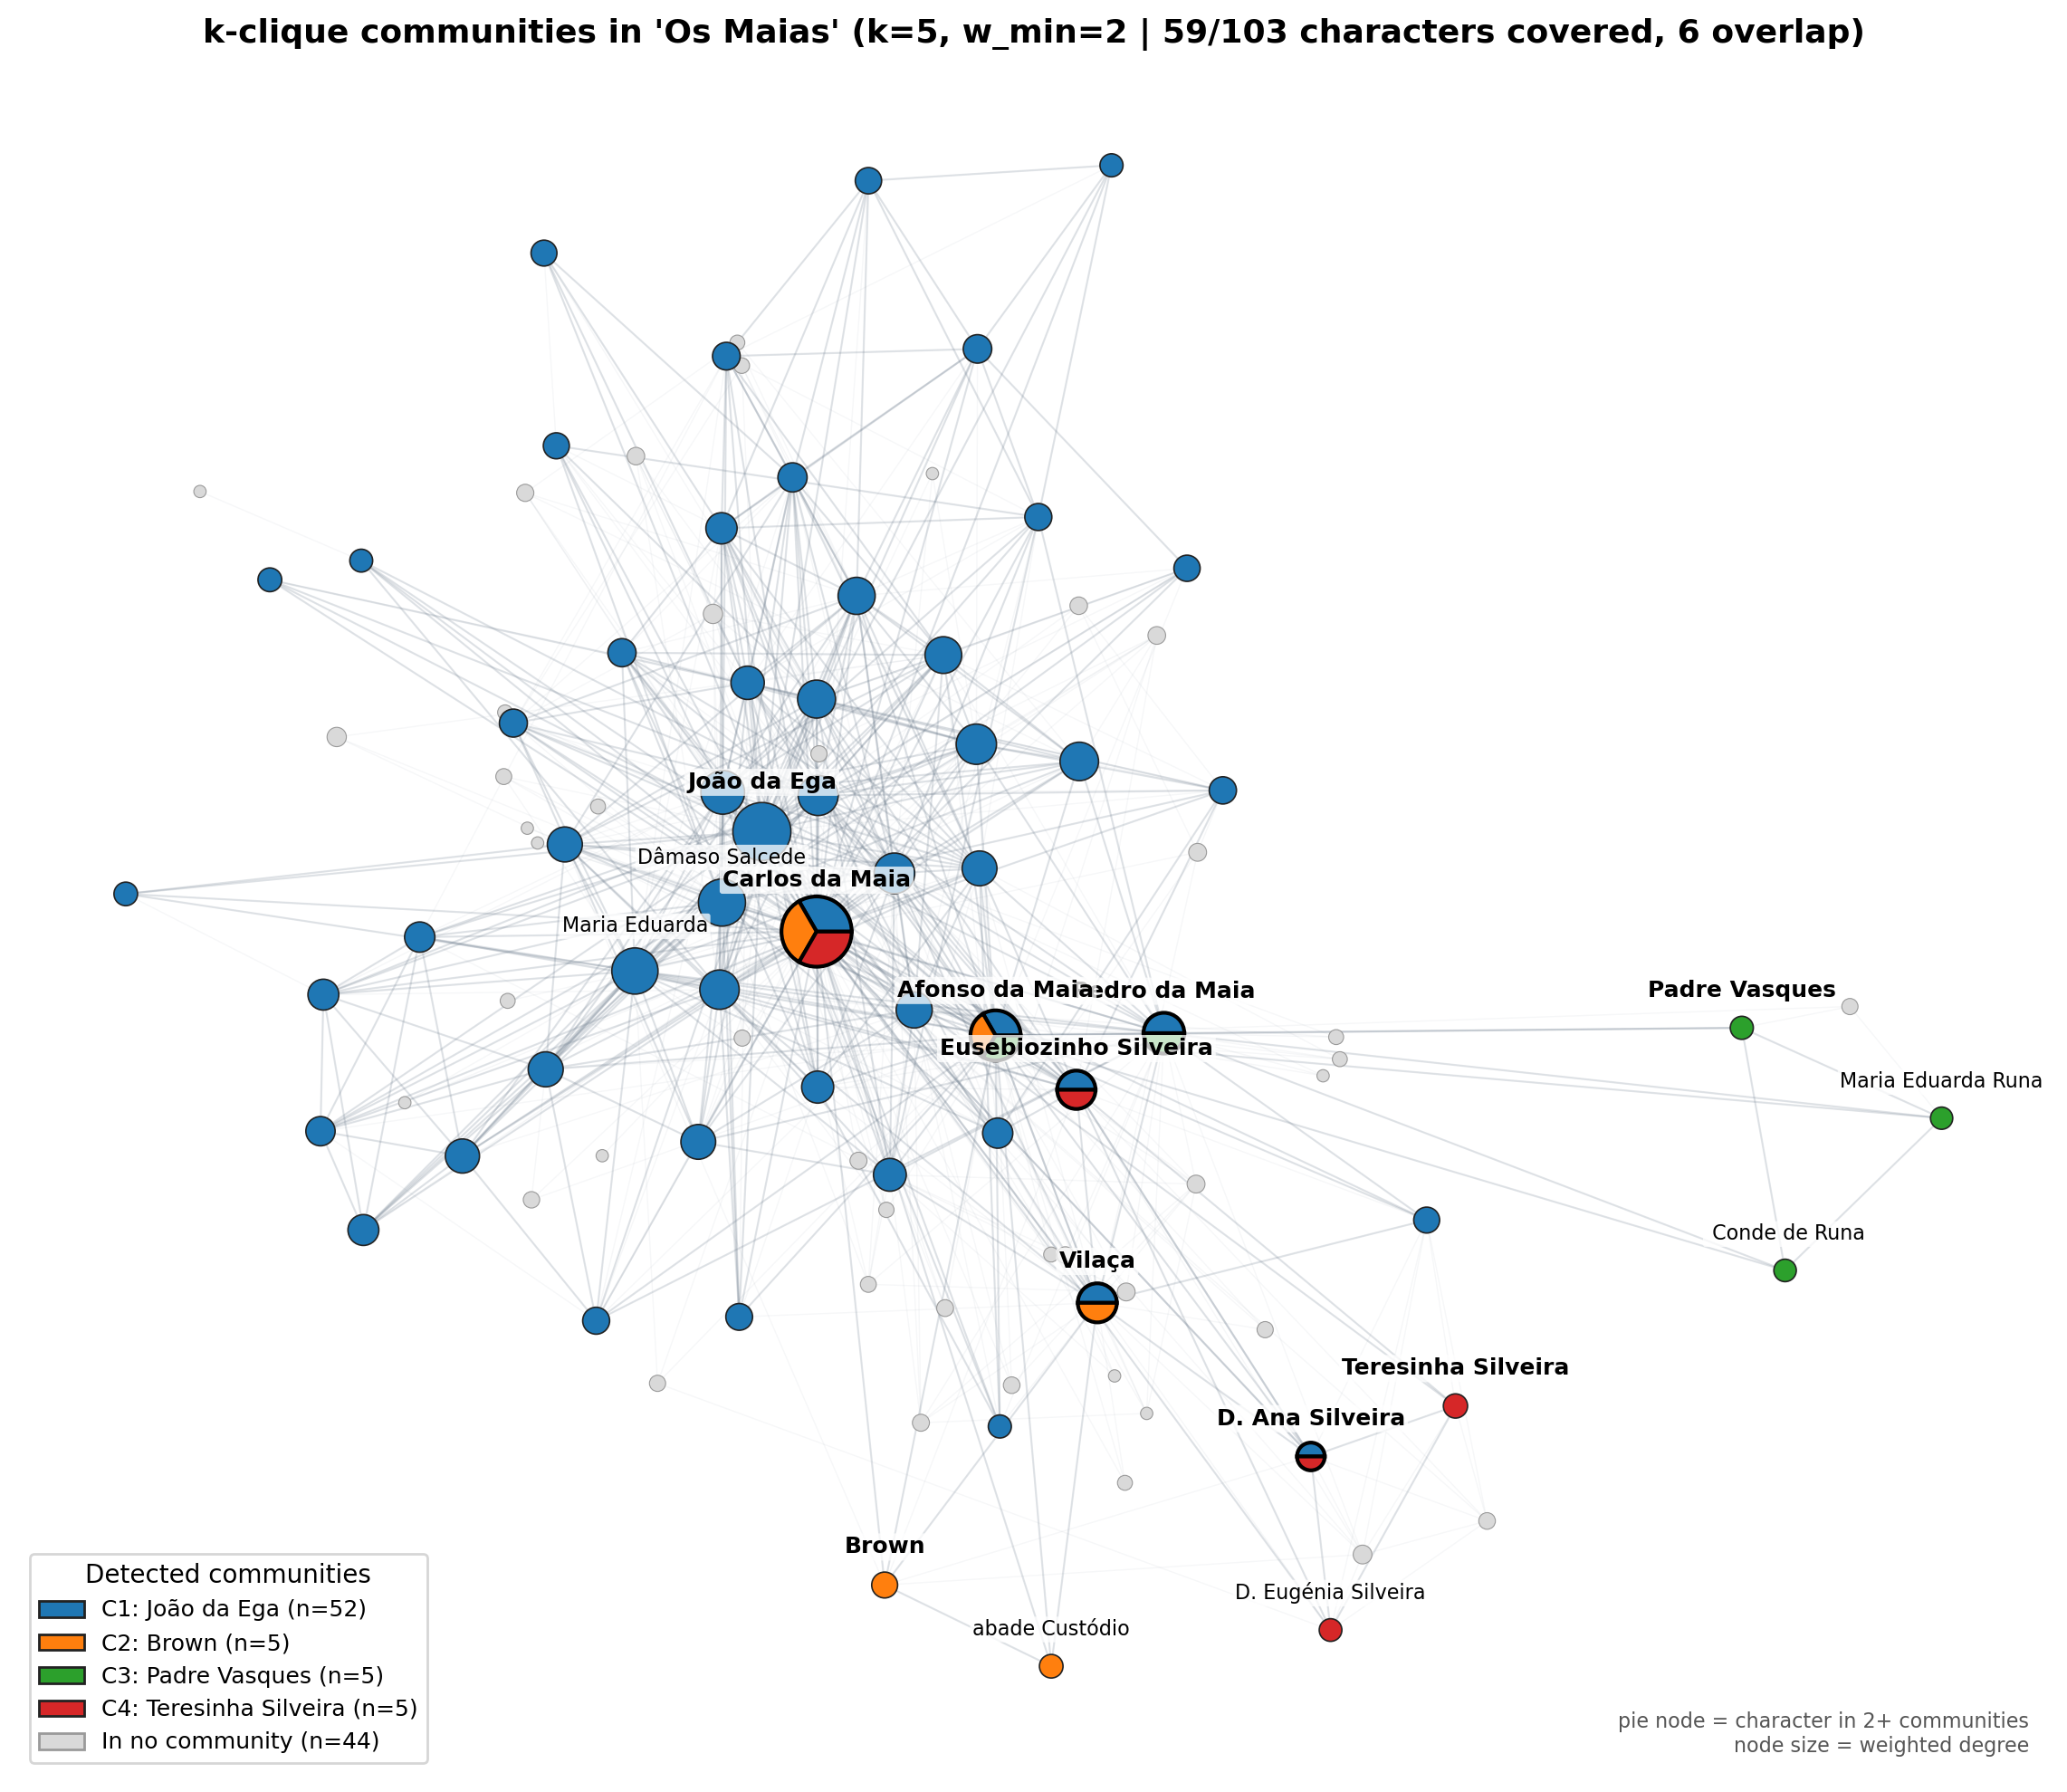 k-clique communities in 'Os Maias' (k=5, w_min=2 | 59/103 characters covered, 6 overlap)
João da Ega
Dâmaso Salcede
Carlos da Maia
Maria Eduarda
Afonso da Maia
edro da Maia
Padre Vasques
Eusebiozinho Silveira
Maria Eduarda Runa
Conde de Runa
Vilaça
Teresinha Silveira
D. Ana Silveira
Brown
D. Eugénia Silveira
abade Custódio
Detected communities
C1: João da Ega (n=52)
C2: Brown (n=5)
C3: Padre Vasques (n=5)
C4: Teresinha Silveira (n=5)
In no community (n=44)
pie node = character in 2+ communities
node size = weighted degree